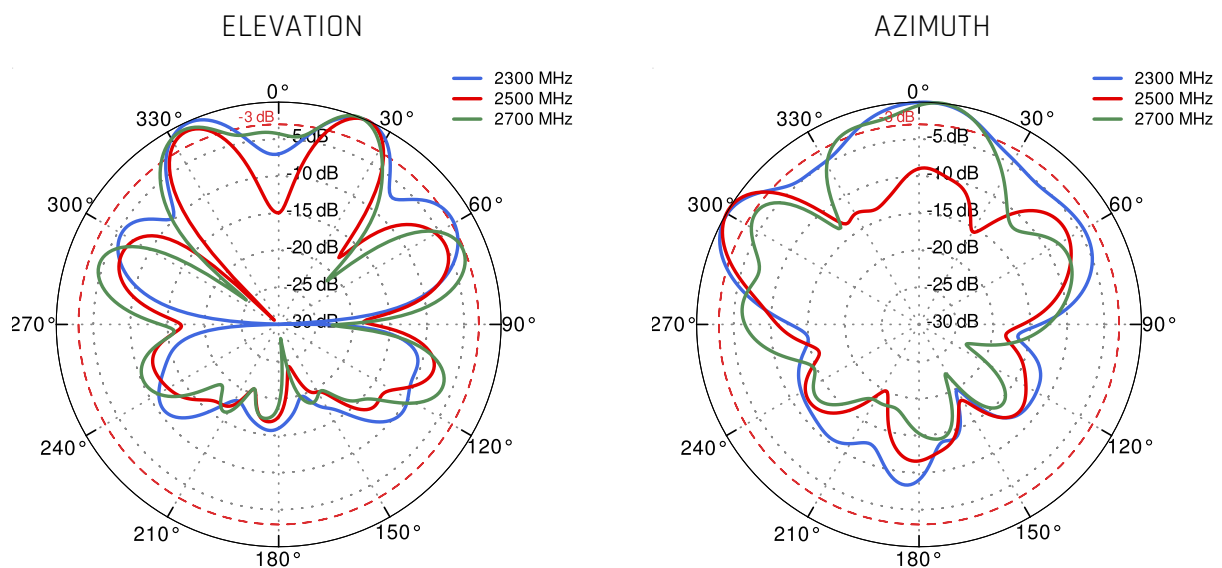 ELEVATION
2300 MHz
2500 MHz
2700 MHz
0°
30°
60°
90°
120°
150°
180°
210°
240°
270°
300°
330°
-3 dB
-5 dB
-10 dB
-15 dB
-20 dB
-25 dB
-30 dB
AZIMUTH
2300 MHz
2500 MHz
2700 MHz
0°
30°
60°
90°
120°
150°
180°
210°
240°
270°
300°
330°
-3 dB
-5 dB
-10 dB
-15 dB
-20 dB
-25 dB
-30 dB